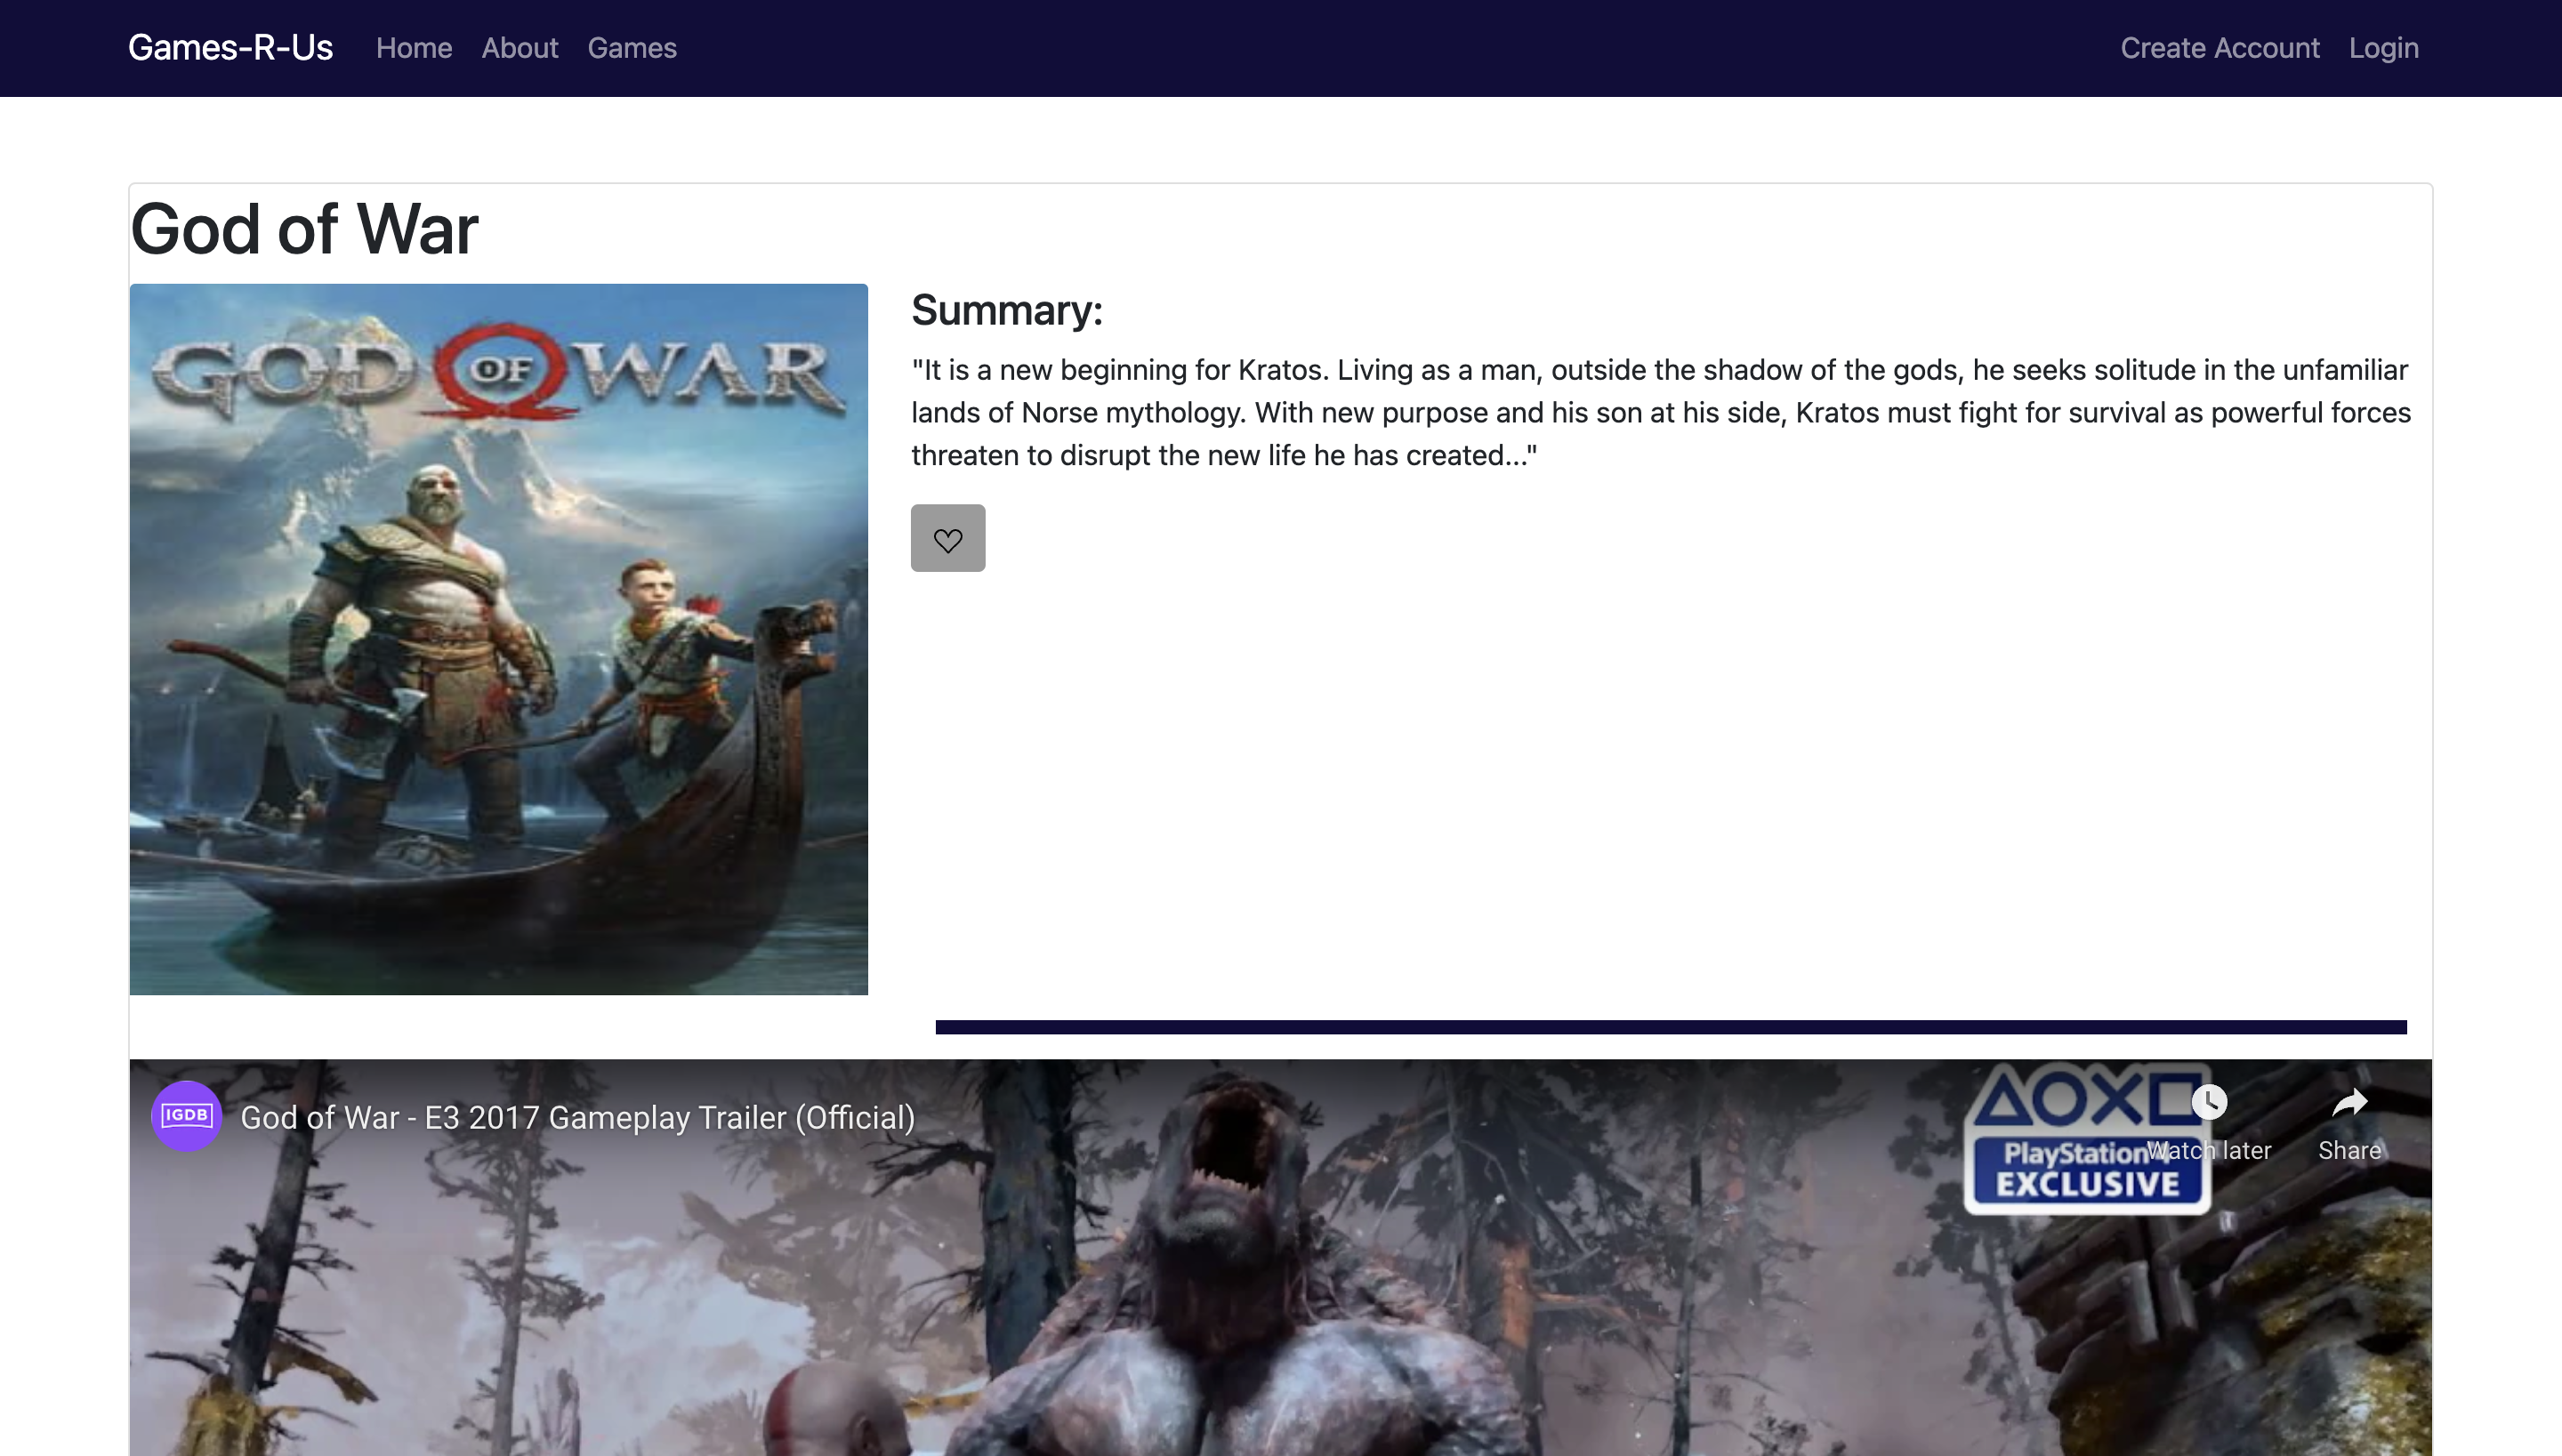 Games-R-Us Home About Games Create Account Login
God of War
GOD OF WAR
Summary:
"It is a new beginning for Kratos. Living as a man, outside the shadow of the gods, he seeks solitude in the unfamiliar
lands of Norse mythology. With new purpose and his son at his side, Kratos must fight for survival as powerful forces
threaten to disrupt the new life he has created..."
IGDB God of War - E3 2017 Gameplay Trailer (Official)
Watch later Share
PlayStation4
EXCLUSIVE